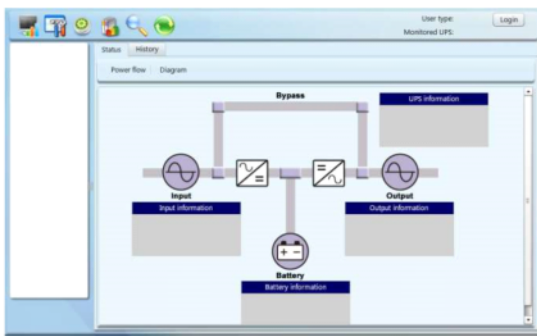 User type:
Login
Monitored UPS:
Status
History
Power flow
Diagram
Bypass
UPS information
Input
Output
Input information
Output information
Battery
Battery information